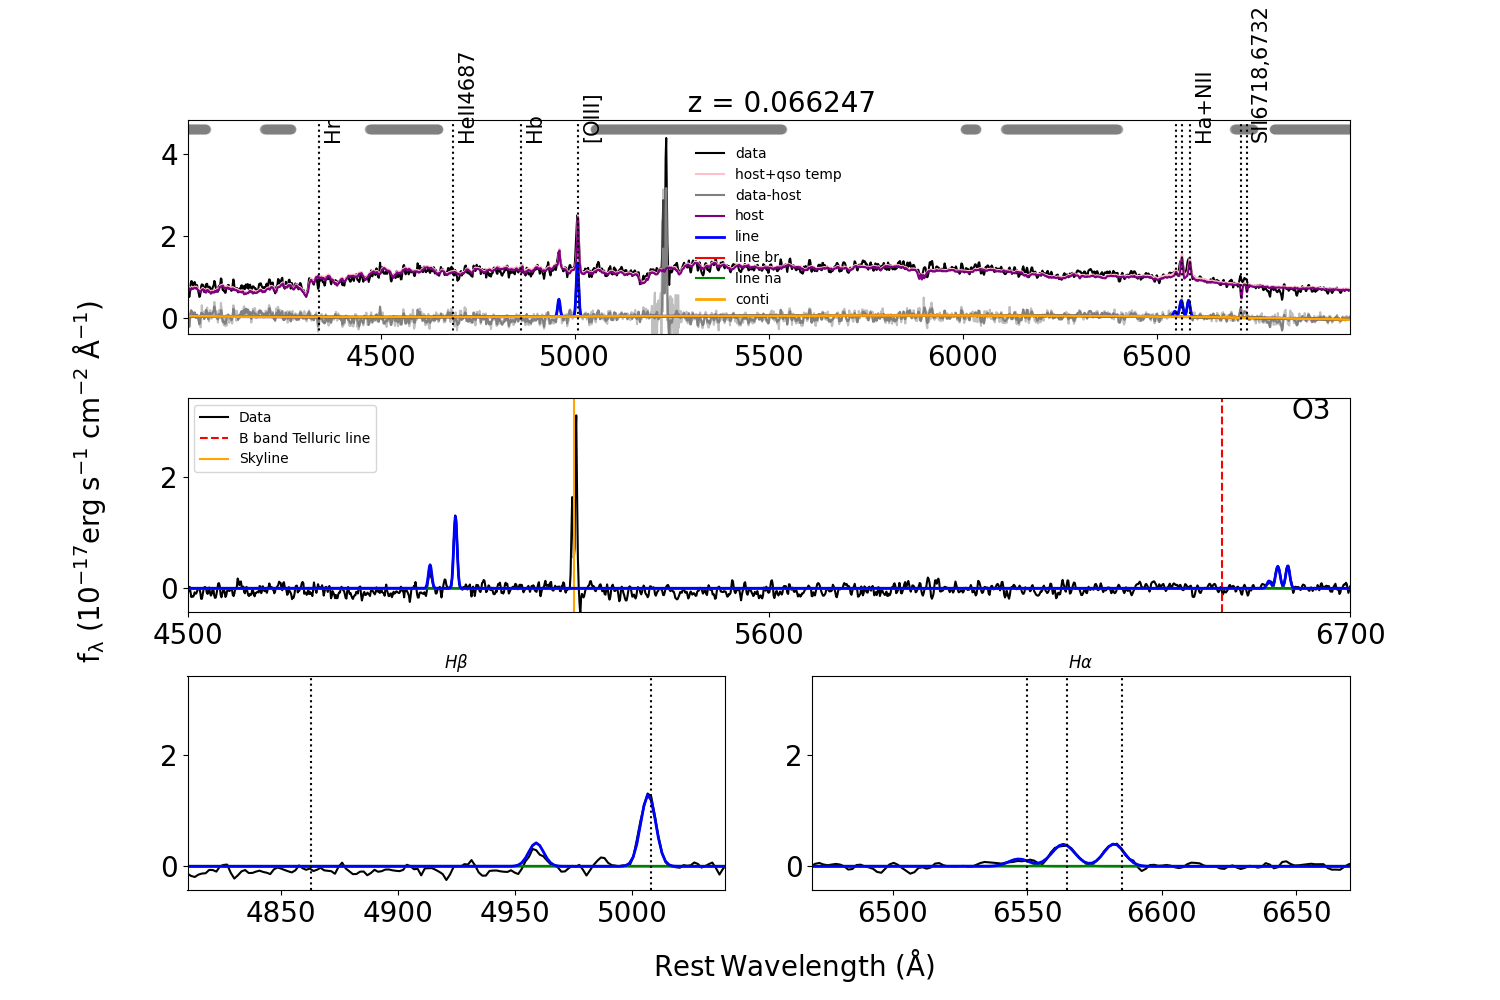 z = 0.066247
Hr
HeII4687
Hb
[OIII]
Ha+NII
SII6718,6732
data
host+qso temp
data-host
host
line
line br
line na
conti
4
2
0
4500 5000 5500 6000 6500
O3
Data
B band Telluric line
Skyline
2
0
4500 5600 6700
fλ (10⁻¹⁷erg s⁻¹ cm⁻² Å⁻¹)
Hβ
2
0
4850 4900 4950 5000
Hα
2
0
6500 6550 6600 6650
Rest Wavelength (Å)